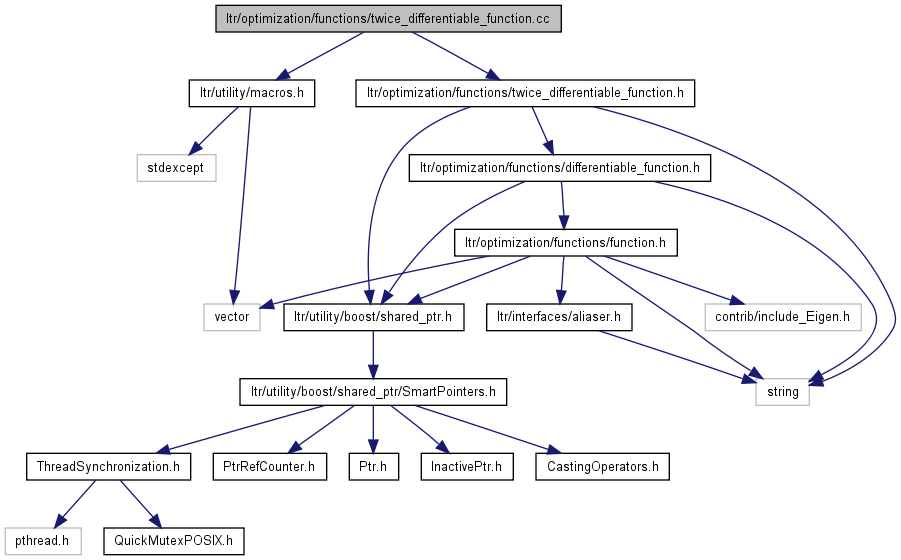 ltr/optimization/functions/twice_differentiable_function.cc
ltr/utility/macros.h
ltr/optimization/functions/twice_differentiable_function.h
stdexcept
ltr/optimization/functions/differentiable_function.h
ltr/optimization/functions/function.h
vector
ltr/utility/boost/shared_ptr.h
ltr/interfaces/aliaser.h
contrib/include_Eigen.h
ltr/utility/boost/shared_ptr/SmartPointers.h
string
ThreadSynchronization.h
PtrRefCounter.h
Ptr.h
InactivePtr.h
CastingOperators.h
pthread.h
QuickMutexPOSIX.h